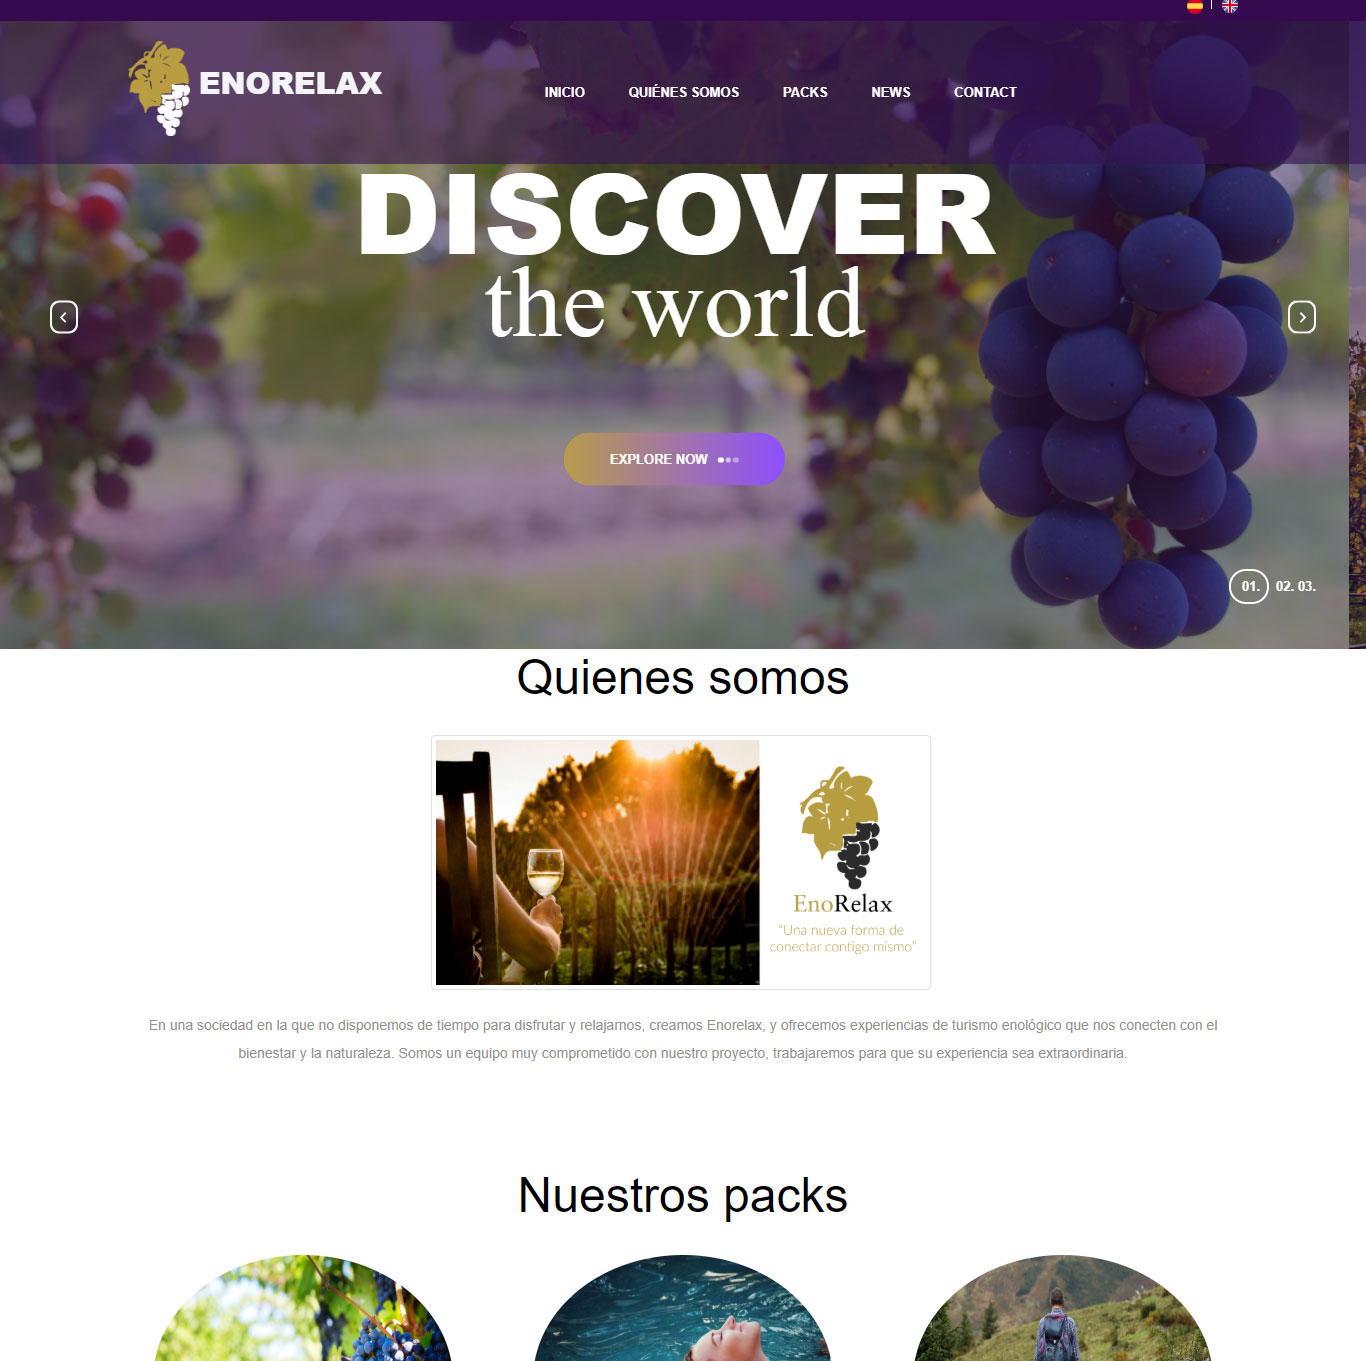 ENORELAX
INICIO
QUIÉNES SOMOS
PACKS
NEWS
CONTACT
DISCOVER
the world
EXPLORE NOW
01. 02. 03.
Quienes somos
EnoRelax
"Una nueva forma de
conectar contigo mismo"
En una sociedad en la que no disponemos de tiempo para disfrutar y relajarnos, creamos Enorelax, y ofrecemos experiencias de turismo enológico que nos conecten con el
bienestar y la naturaleza. Somos un equipo muy comprometido con nuestro proyecto, trabajaremos para que su experiencia sea extraordinaria.
Nuestros packs